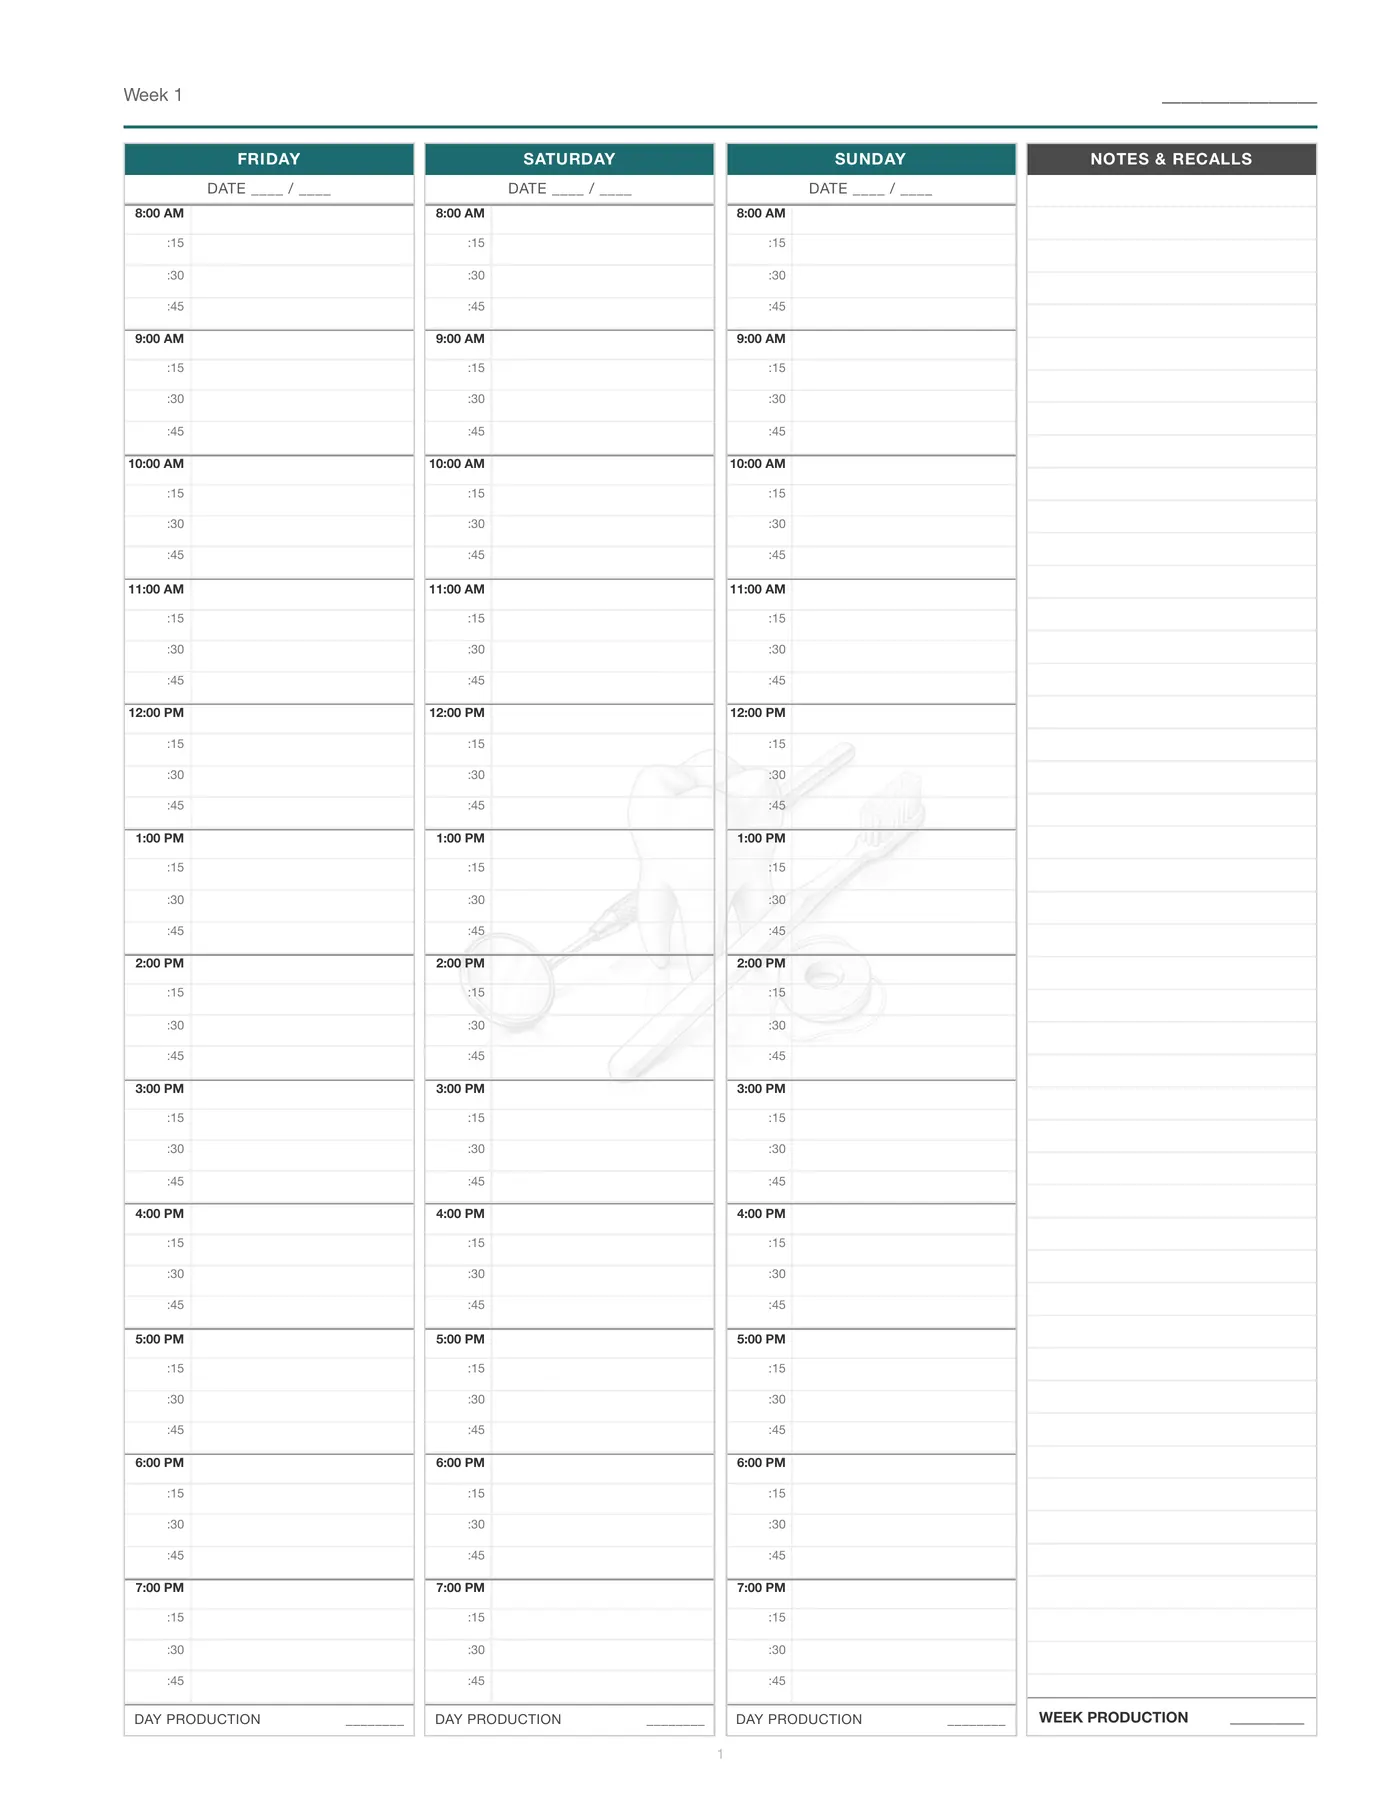 Week 1 ________________
FRIDAY
DATE ____ / ____
8:00 AM
:15
:30
:45
9:00 AM
:15
:30
:45
10:00 AM
:15
:30
:45
11:00 AM
:15
:30
:45
12:00 PM
:15
:30
:45
1:00 PM
:15
:30
:45
2:00 PM
:15
:30
:45
3:00 PM
:15
:30
:45
4:00 PM
:15
:30
:45
5:00 PM
:15
:30
:45
6:00 PM
:15
:30
:45
7:00 PM
:15
:30
:45
DAY PRODUCTION ________
SATURDAY
DATE ____ / ____
8:00 AM
:15
:30
:45
9:00 AM
:15
:30
:45
10:00 AM
:15
:30
:45
11:00 AM
:15
:30
:45
12:00 PM
:15
:30
:45
1:00 PM
:15
:30
:45
2:00 PM
:15
:30
:45
3:00 PM
:15
:30
:45
4:00 PM
:15
:30
:45
5:00 PM
:15
:30
:45
6:00 PM
:15
:30
:45
7:00 PM
:15
:30
:45
DAY PRODUCTION ________
SUNDAY
DATE ____ / ____
8:00 AM
:15
:30
:45
9:00 AM
:15
:30
:45
10:00 AM
:15
:30
:45
11:00 AM
:15
:30
:45
12:00 PM
:15
:30
:45
1:00 PM
:15
:30
:45
2:00 PM
:15
:30
:45
3:00 PM
:15
:30
:45
4:00 PM
:15
:30
:45
5:00 PM
:15
:30
:45
6:00 PM
:15
:30
:45
7:00 PM
:15
:30
:45
DAY PRODUCTION ________
NOTES & RECALLS
WEEK PRODUCTION _________
1